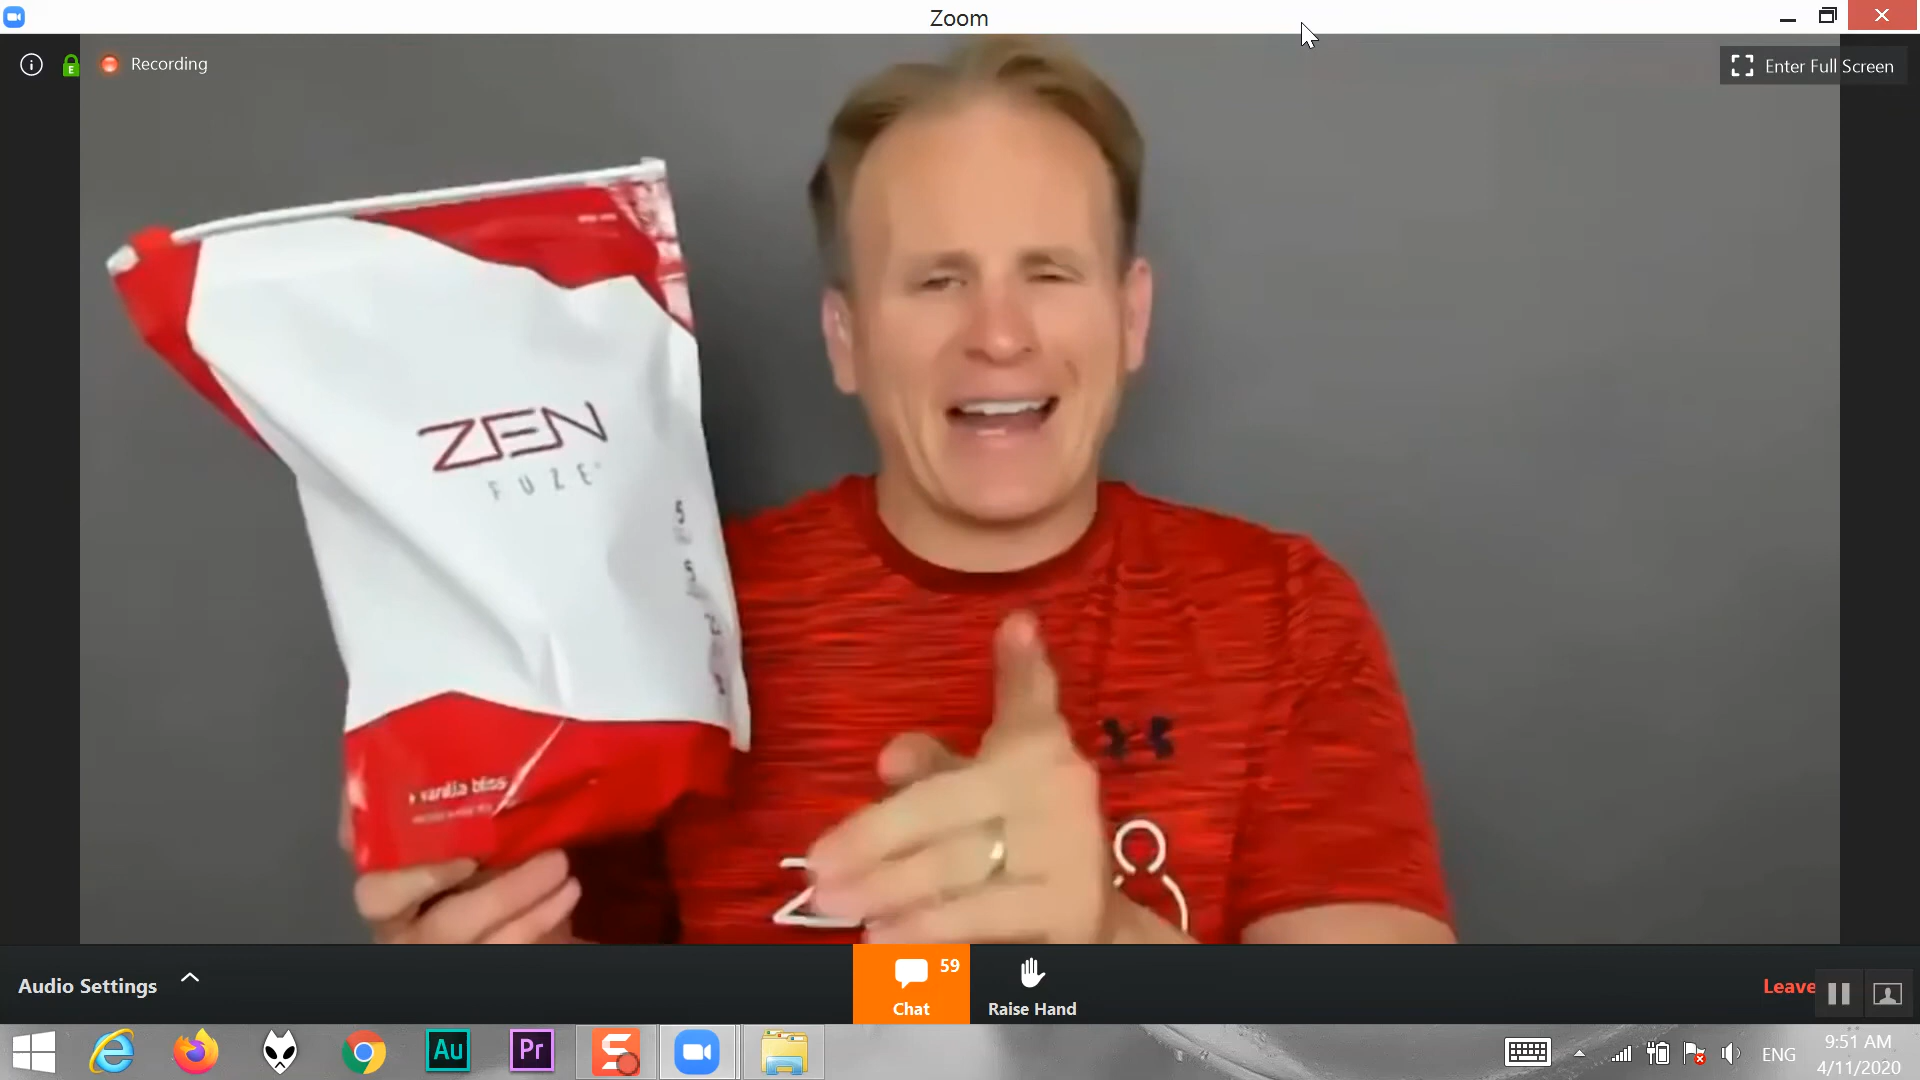 Zoom
Recording
Enter Full Screen
E
ZEN
FUZE
vanilla bliss
Z 8
Audio Settings
59
Chat
Raise Hand
Leave
Au
Pr
S
ENG
9:51 AM
4/11/2020